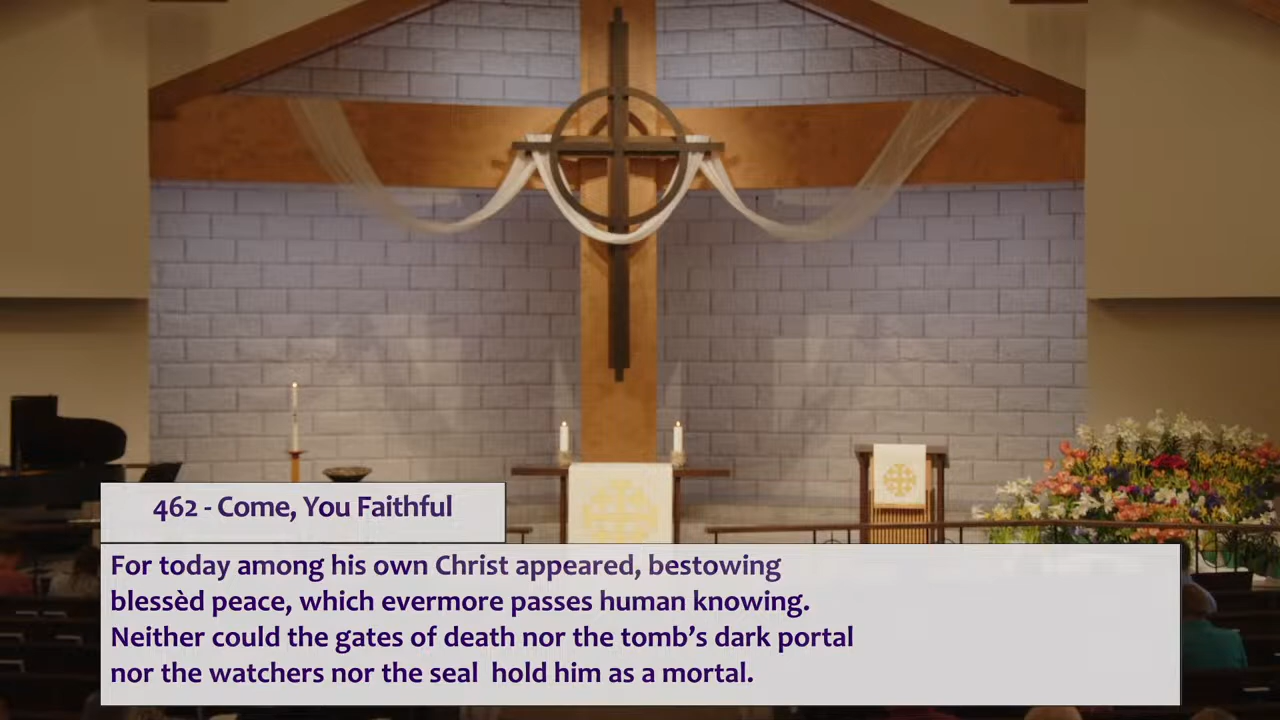 462 - Come, You Faithful
For today among his own Christ appeared, bestowing
blessèd peace, which evermore passes human knowing.
Neither could the gates of death nor the tomb’s dark portal
nor the watchers nor the seal  hold him as a mortal.